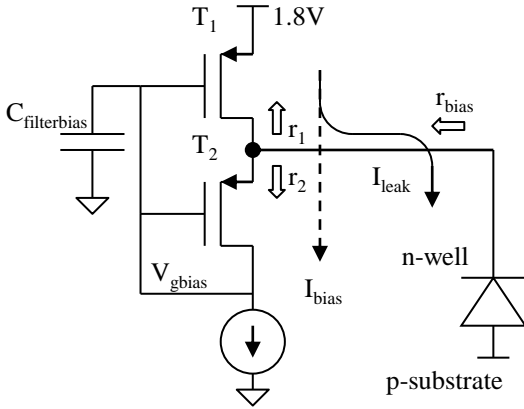 T1 1.8V
Cfilterbias
rbias
r1
T2
r2
Ileak
n-well
Vgbias
Ibias
p-substrate